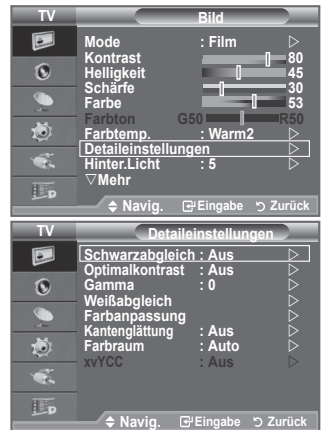 TV Bild
Mode : Film ▷
Kontrast 80
Helligkeit 45
Schärfe 30
Farbe 53
Farbton G50 R50
Farbtemp. : Warm2 ▷
Detaileinstellungen ▷
Hinter.Licht : 5 ▷
▽Mehr
Navig. Eingabe Zurück
TV Detaileinstellungen
Schwarzabgleich : Aus ▷
Optimalkontrast : Aus ▷
Gamma : 0 ▷
Weißabgleich ▷
Farbanpassung ▷
Kantenglättung : Aus ▷
Farbraum : Auto ▷
xvYCC : Aus ▷
Navig. Eingabe Zurück